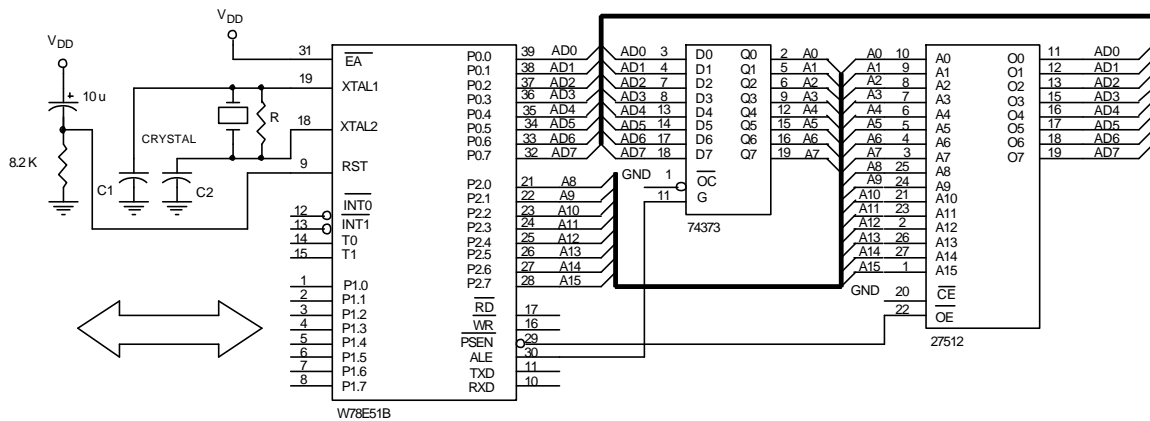 VDD
31
EA
VDD
10u
8.2 K
19
XTAL1
R
18
XTAL2
CRYSTAL
9
RST
C1
C2
12
INT0
13
INT1
14
T0
15
T1
1
P1.0
2
P1.1
3
P1.2
4
P1.3
5
P1.4
6
P1.5
7
P1.6
8
P1.7
P0.0 39 AD0
P0.1 38 AD1
P0.2 37 AD2
P0.3 36 AD3
P0.4 35 AD4
P0.5 34 AD5
P0.6 33 AD6
P0.7 32 AD7
P2.0 21 A8
P2.1 22 A9
P2.2 23 A10
P2.3 24 A11
P2.4 25 A12
P2.5 26 A13
P2.6 27 A14
P2.7 28 A15
RD 17
WR 16
PSEN 29
ALE 30
TXD 11
RXD 10
W78E51B
AD0 3 D0 Q0 2 A0
AD1 4 D1 Q1 5 A1
AD2 7 D2 Q2 6 A2
AD3 8 D3 Q3 9 A3
AD4 13 D4 Q4 12 A4
AD5 14 D5 Q5 15 A5
AD6 17 D6 Q6 16 A6
AD7 18 D7 Q7 19 A7
GND 1 OC
11 G
74373
A0 10 A0 O0 11 AD0
A1 9 A1 O1 12 AD1
A2 8 A2 O2 13 AD2
A3 7 A3 O3 15 AD3
A4 6 A4 O4 16 AD4
A5 5 A5 O5 17 AD5
A6 4 A6 O6 18 AD6
A7 3 A7 O7 19 AD7
A8 25 A8
A9 24 A9
A10 21 A10
A11 23 A11
A12 2 A12
A13 26 A13
A14 27 A14
A15 1 A15
GND 20 CE
22 OE
27512